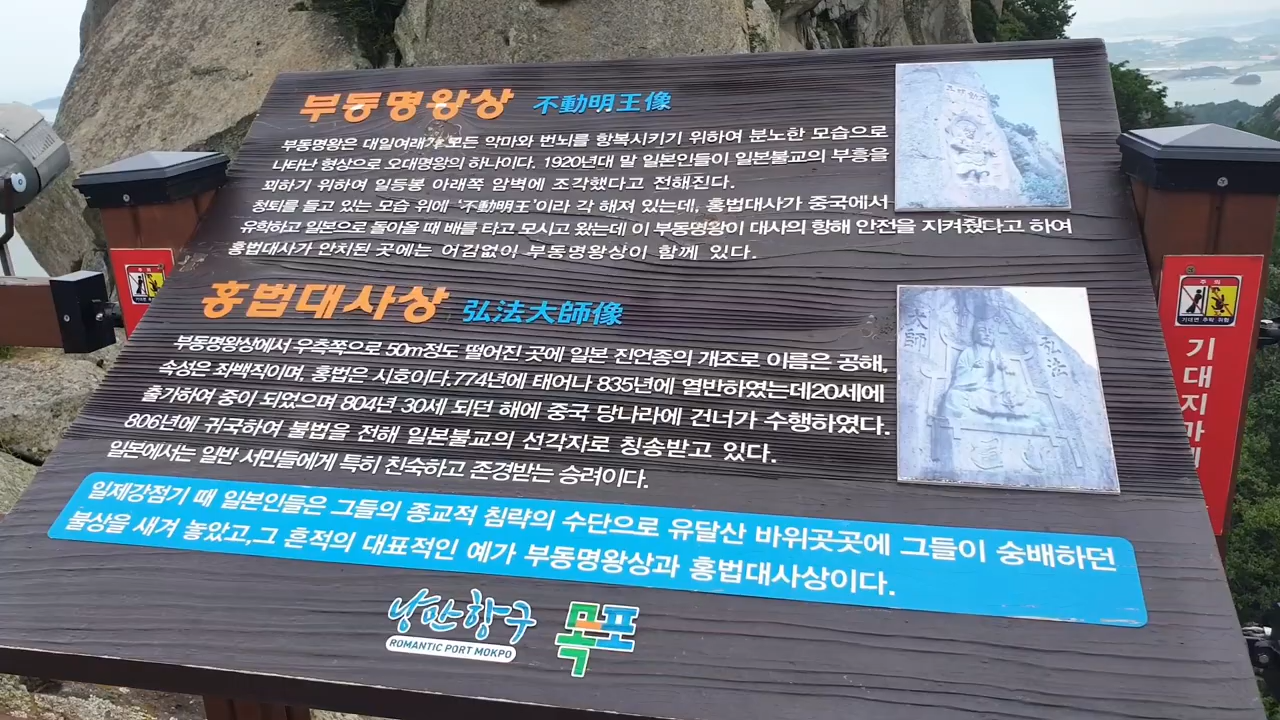 부동명왕상 不動明王像
부동명왕은 대일여래가 모든 악마와 번뇌를 항복시키기 위하여 분노한 모습으로
나타난 형상으로 오대명왕의 하나이다. 1920년대 말 일본인들이 일본불교의 부흥을
꾀하기 위하여 일등봉 아래쪽 암벽에 조각했다고 전해진다.
청퇴를 들고 있는 모습 위에 '不動明王'이라 각 해져 있는데, 홍법대사가 중국에서
유학하고 일본으로 돌아올 때 배를 타고 모시고 왔는데 이 부동명왕이 대사의 항해 안전을 지켜줬다고 하여
홍법대사가 안치된 곳에는 어김없이 부동명왕상이 함께 있다.
홍법대사상 弘法大師像
부동명왕상에서 우측쪽으로 50m정도 떨어진 곳에 일본 진언종의 개조로 이름은 공해,
속성은 좌백직이며, 홍법은 시호이다.774년에 태어나 835년에 열반하였는데20세에
출가하여 중이 되었으며 804년 30세 되던 해에 중국 당나라에 건너가 수행하였다.
806년에 귀국하여 불법을 전해 일본불교의 선각자로 칭송받고 있다.
일본에서는 일반 서민들에게 특히 친숙하고 존경받는 승려이다.
일제강점기 때 일본인들은 그들의 종교적 침략의 수단으로 유달산 바위곳곳에 그들이 숭배하던
불상을 새겨 놓았고,그 흔적의 대표적인 예가 부동명왕상과 홍법대사상이다.
낭만항구 목포
ROMANTIC PORT MOKPO
大師
弘法
주 의
기대면 추락 위험
기대지마